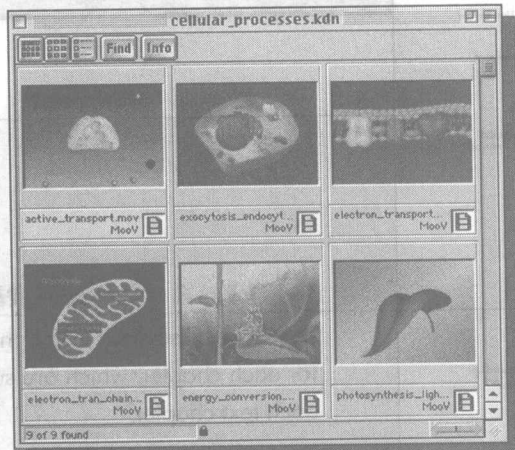 cellular_processes.kdn
Find Info
active_transport.mov
MooV
exocytosis_endocyt...
MooV
electron_transport...
MooV
electron_tran_chain...
MooV
energy_conversion...
MooV
photosynthesis_ligh...
MooV
9 of 9 found